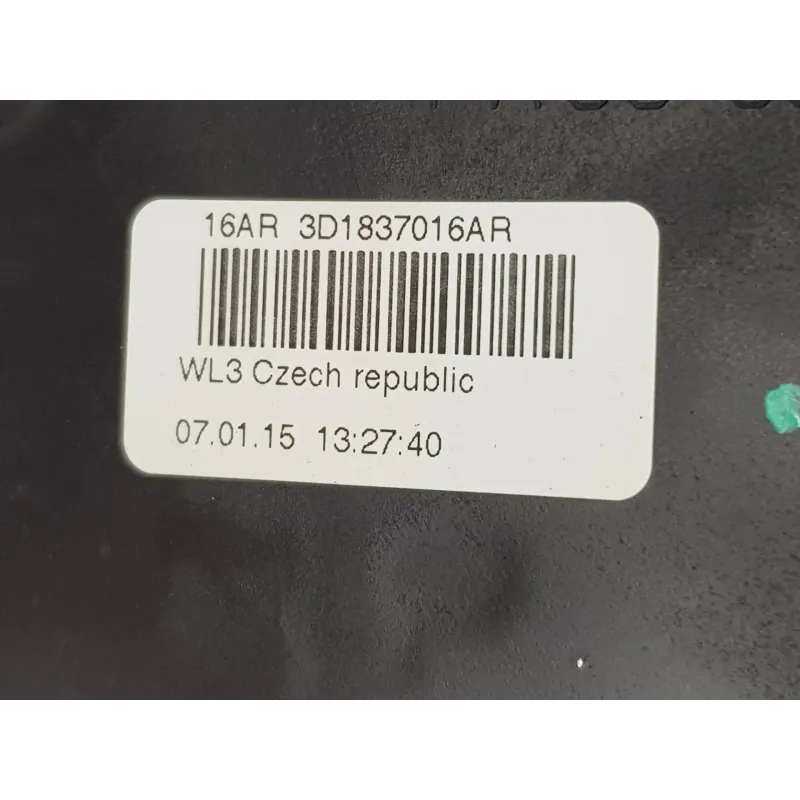 16AR 3D1837016AR
WL3 Czech republic
07.01.15 13:27:40